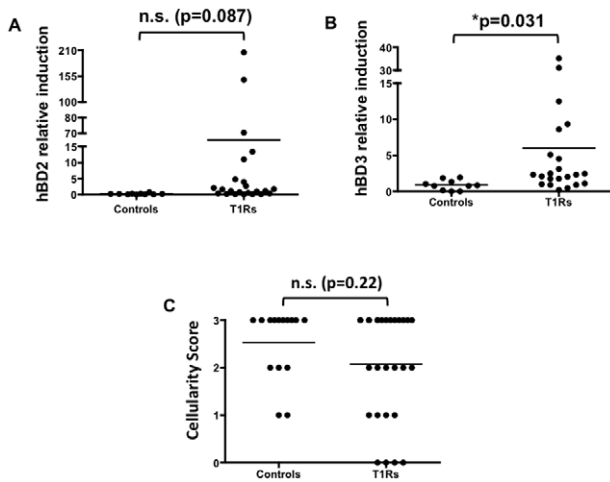 A
n.s. (p=0.087)
hBD2 relative induction
210
155
100
80
70
15
10
5
0
Controls
T1Rs
B
*p=0.031
hBD3 relative induction
40
30
15
10
5
0
Controls
T1Rs
C
n.s. (p=0.22)
Cellularity Score
3
2
1
0
Controls
T1Rs